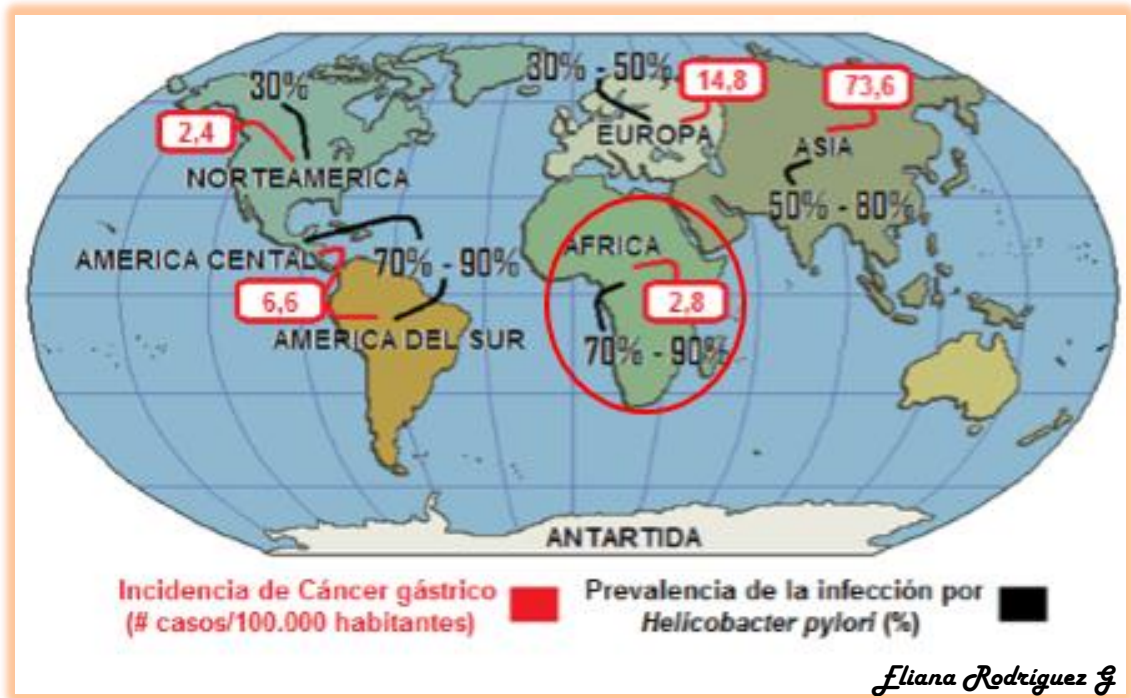 30%
30% - 50%
14,8
73,6
2,4
EUROPA
ASIA
NORTEAMERICA
50% - 80%
AFRICA
AMERICA CENTAL
70% - 90%
6,6
2,8
AMERICA DEL SUR
70% - 90%
ANTARTIDA
Incidencia de Cáncer gástrico
(# casos/100.000 habitantes)
Prevalencia de la infección por
Helicobacter pylori (%)
Eliana Rodriguez G